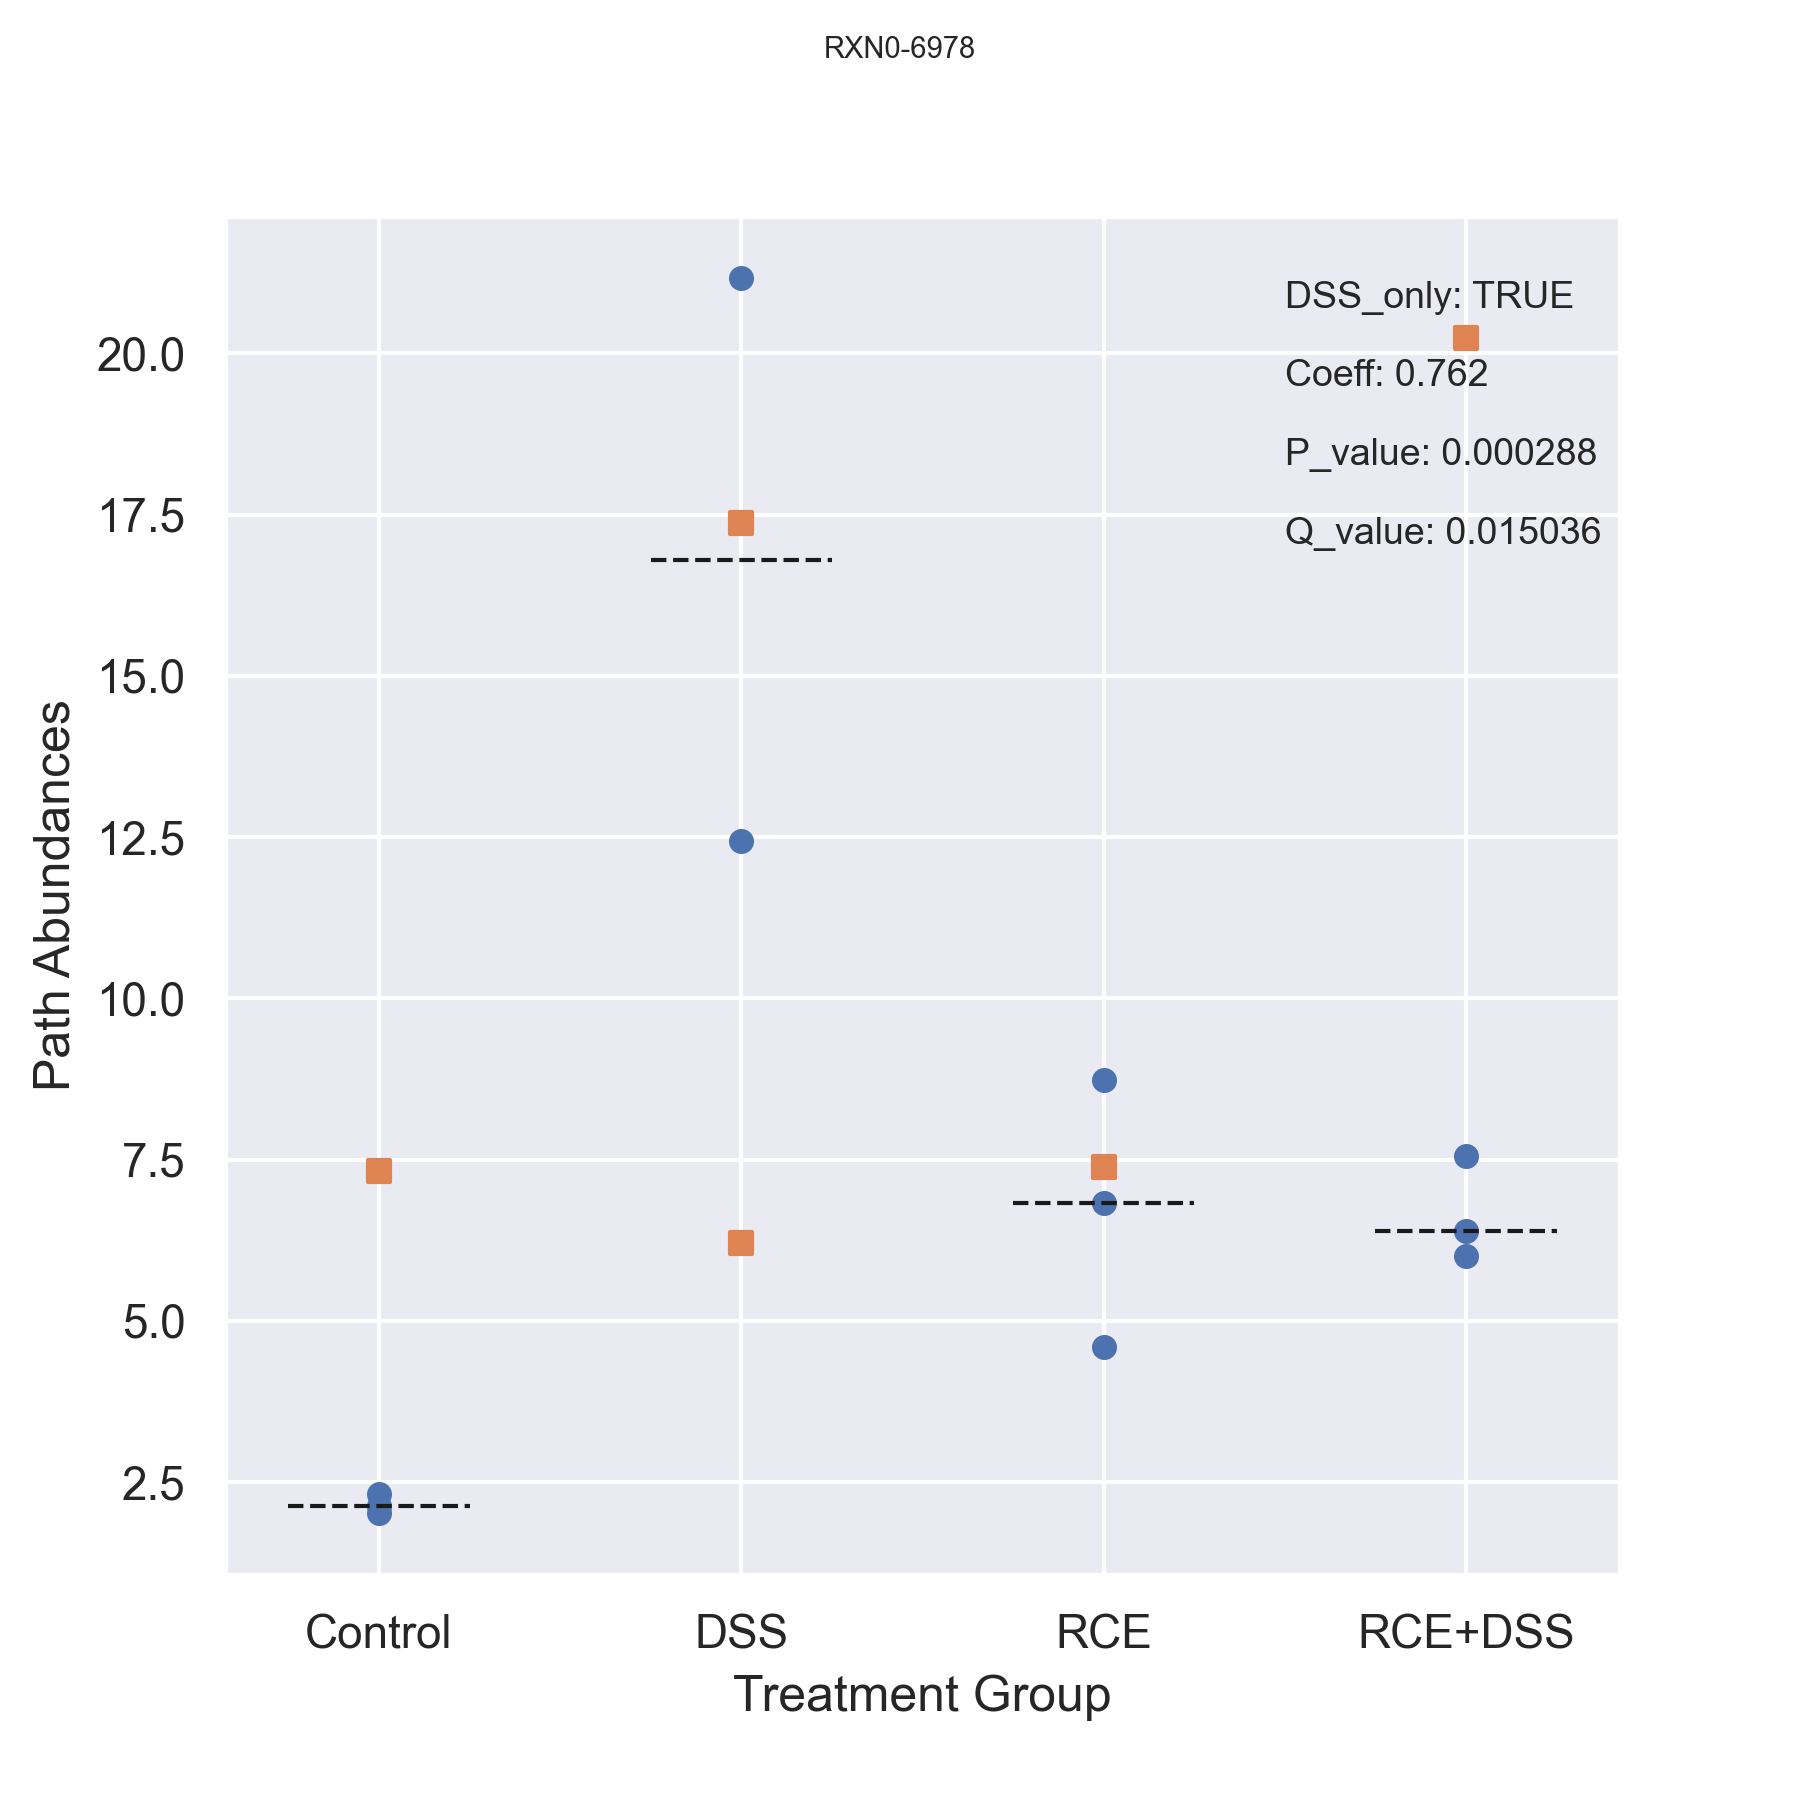 RXN0-6978
DSS_only: TRUE
Coeff: 0.762
P_value: 0.000288
Q_value: 0.015036
20.0
17.5
15.0
12.5
10.0
7.5
5.0
2.5
Path Abundances
Control DSS RCE RCE+DSS
Treatment Group